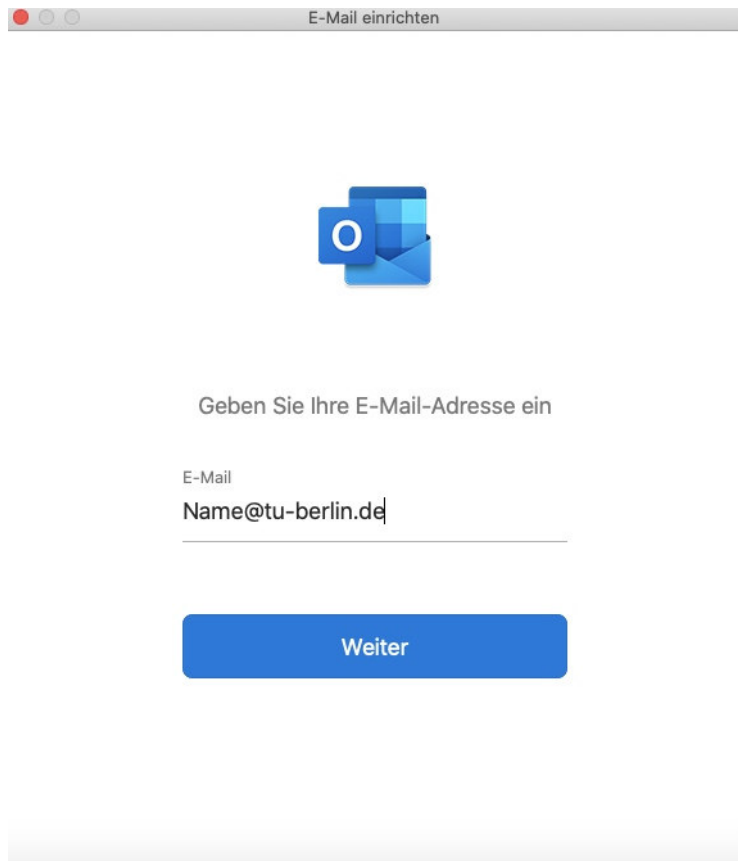 E-Mail einrichten
O
Geben Sie Ihre E-Mail-Adresse ein
E-Mail
Name@tu-berlin.de
Weiter